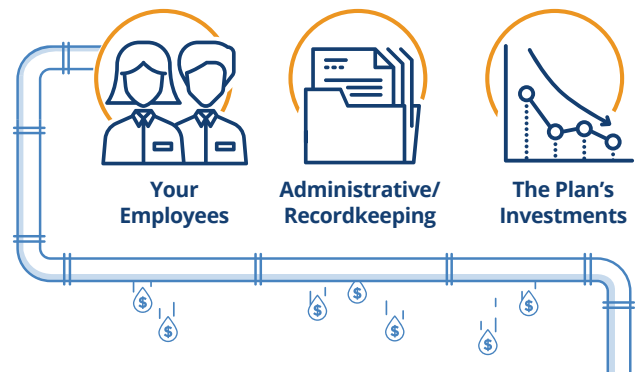 Your
Employees
Administrative/
Recordkeeping
The Plan's
Investments
$
$
$
$
$
$
$